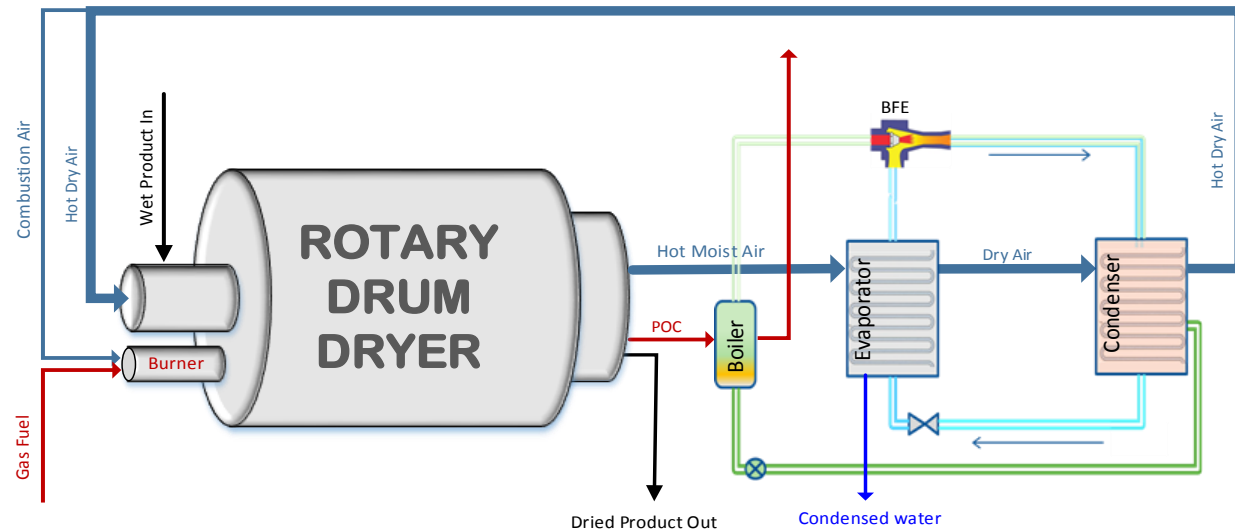 BFE
Combustion Air
Hot Dry Air
Wet Product In
Hot Dry Air
ROTARY
DRUM
DRYER
Hot Moist Air
Dry Air
Evaporator
Condenser
POC
Boiler
Burner
Gas Fuel
Dried Product Out
Condensed water